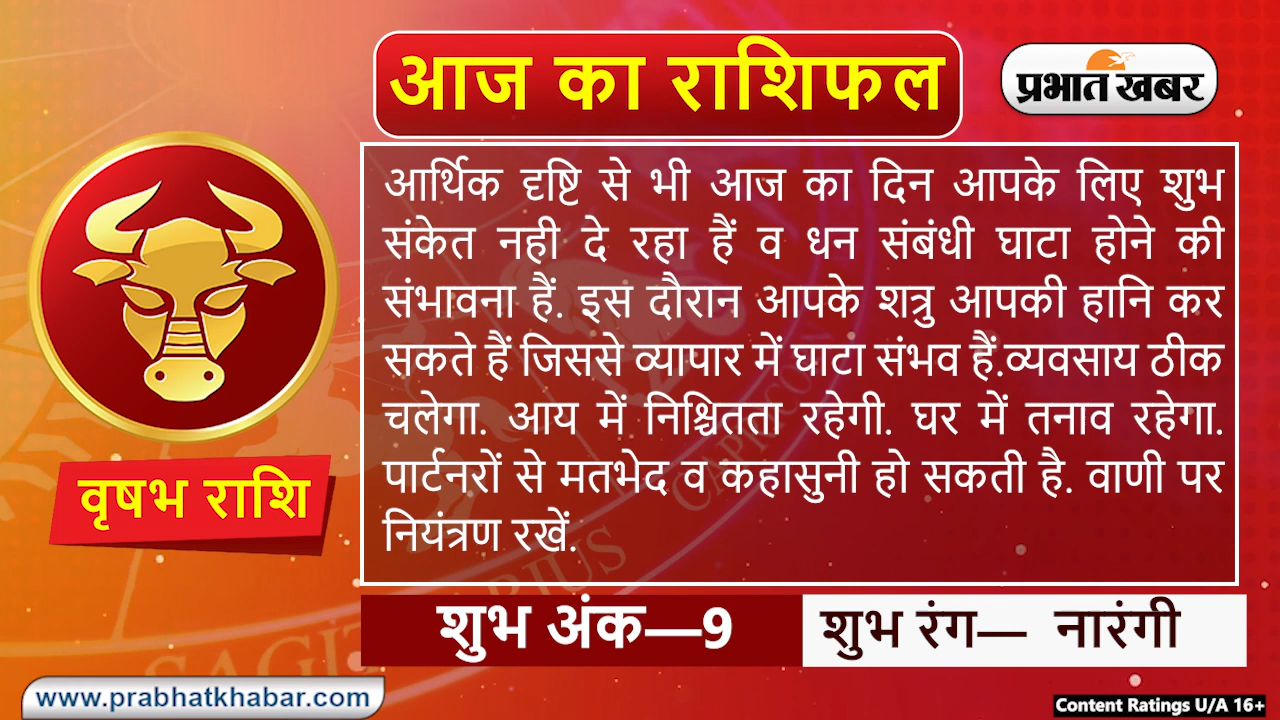 आज का राशिफल
प्रभात खबर
आर्थिक दृष्टि से भी आज का दिन आपके लिए शुभ
संकेत नही दे रहा हैं व धन संबंधी घाटा होने की
संभावना हैं. इस दौरान आपके शत्रु आपकी हानि कर
सकते हैं जिससे व्यापार में घाटा संभव हैं.व्यवसाय ठीक
चलेगा. आय में निश्चितता रहेगी. घर में तनाव रहेगा.
पार्टनरों से मतभेद व कहासुनी हो सकती है. वाणी पर
नियंत्रण रखें.
वृषभ राशि
शुभ अंक—9
शुभ रंग— नारंगी
www.prabhatkhabar.com
Content Ratings U/A 16+